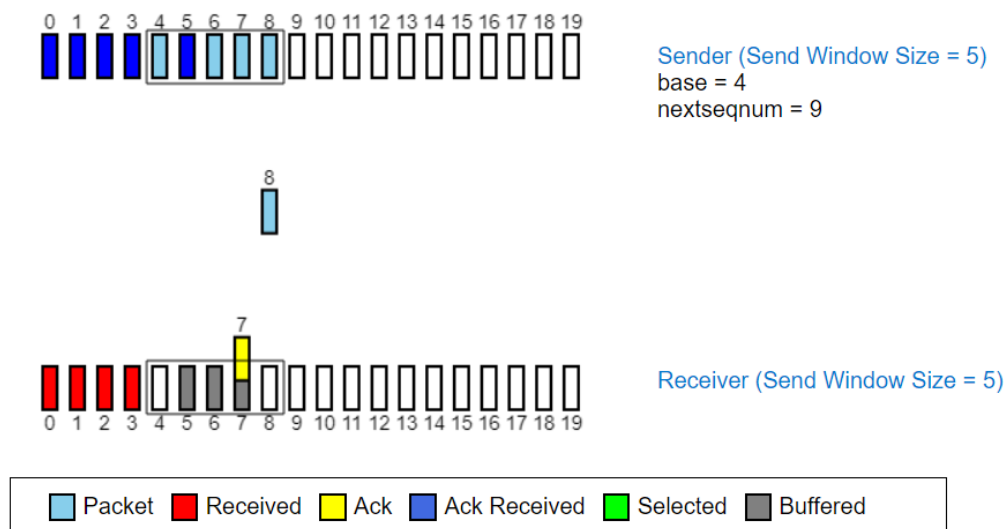 0 1 2 3 4 5 6 7 8 9 10 11 12 13 14 15 16 17 18 19
Sender (Send Window Size = 5)
base = 4
nextseqnum = 9
8
7
Receiver (Send Window Size = 5)
0 1 2 3 4 5 6 7 8 9 10 11 12 13 14 15 16 17 18 19
Packet Received Ack Ack Received Selected Buffered